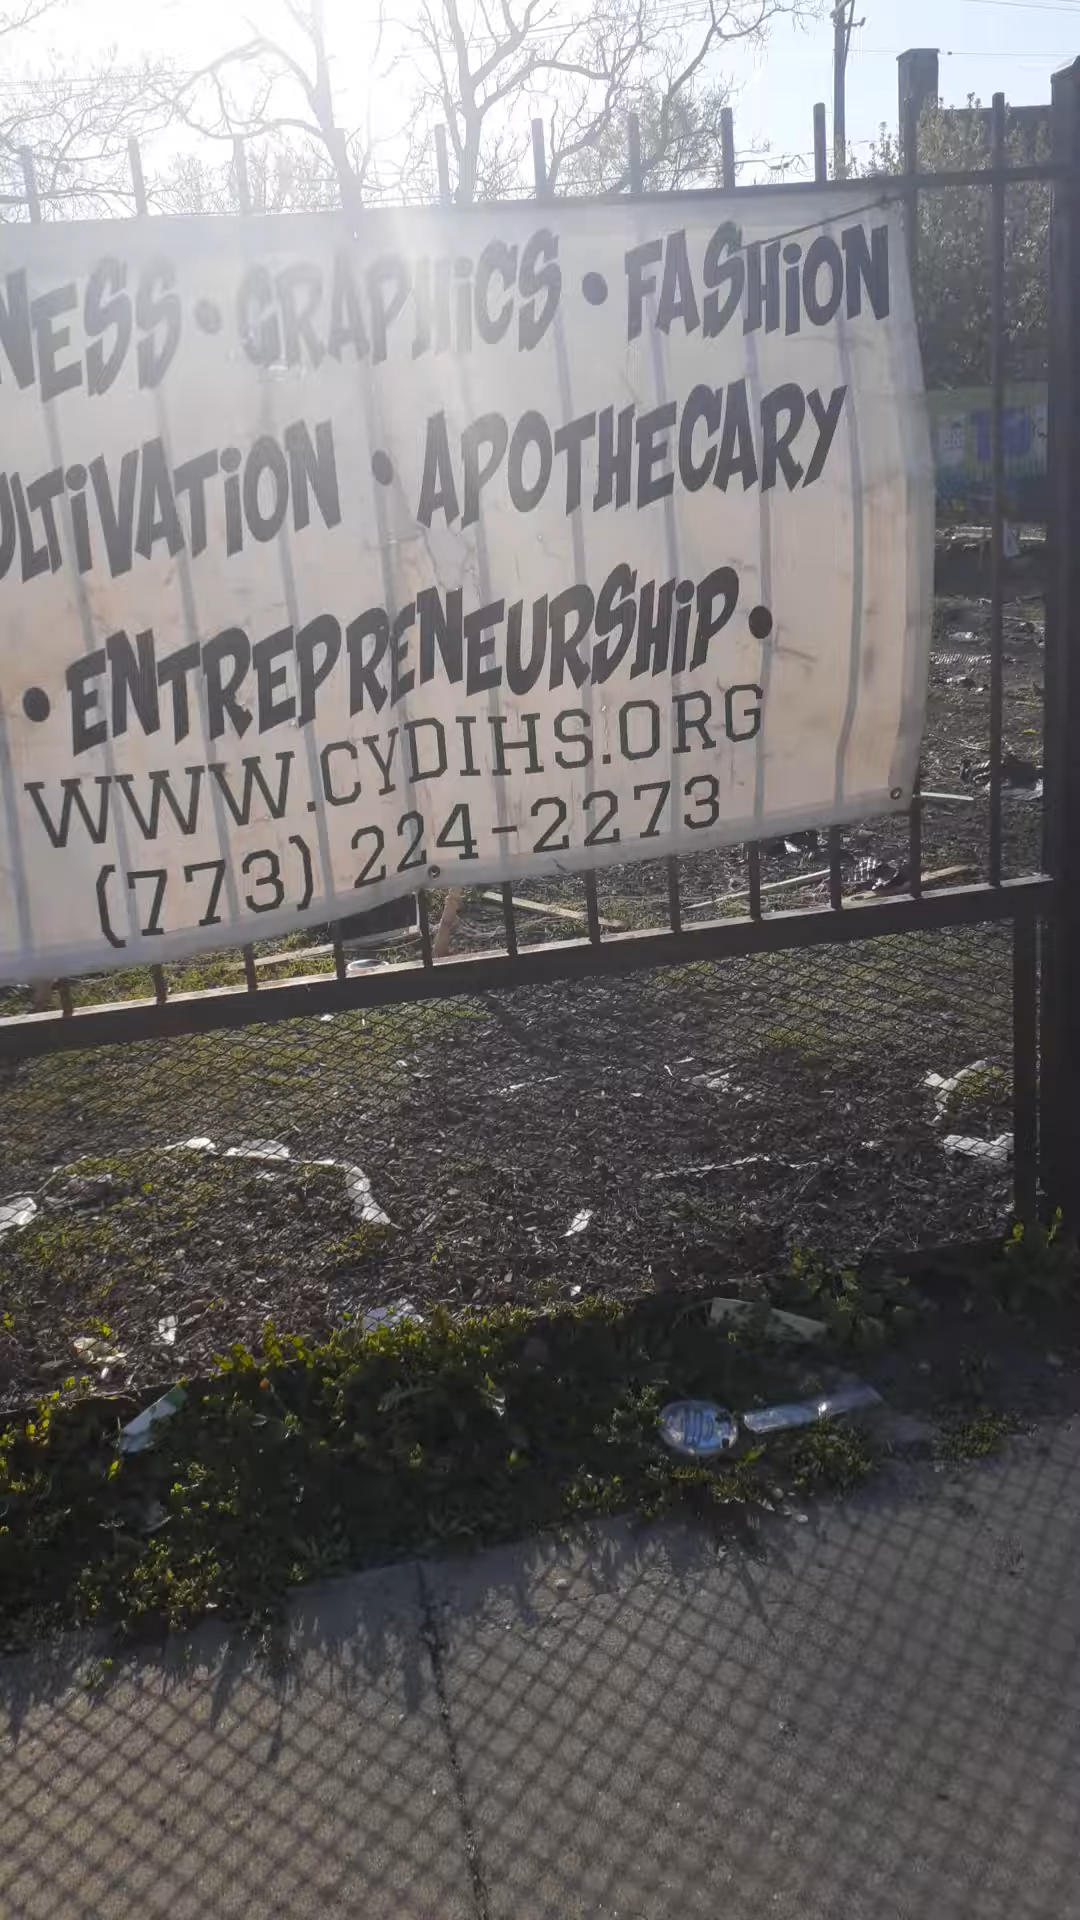 NESS • GRAPHiCS • FASHiON
ULTiVATiON • APOTHECARY
• ENTREPRENEURSHiP •
WWW.CYDIHS.ORG
(773) 224-2273